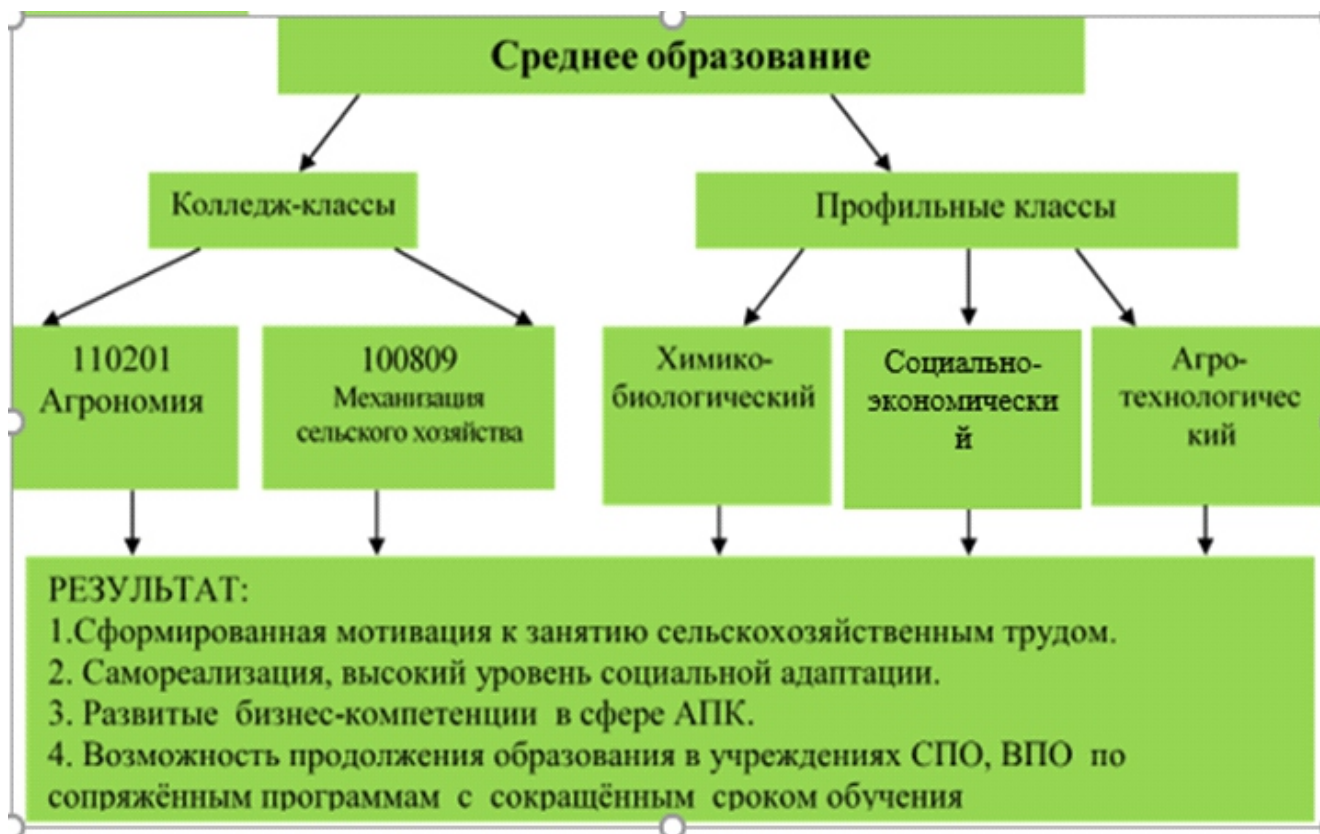 Среднее образование
Колледж-классы
Профильные классы
110201
Агрономия
100809
Механизация
сельского хозяйства
Химико-
биологический
Социально-
экономически
й
Агро-
технологичес
кий
РЕЗУЛЬТАТ:
1.Сформированная мотивация к занятию сельскохозяйственным трудом.
2. Самореализация, высокий уровень социальной адаптации.
3. Развитые бизнес-компетенции в сфере АПК.
4. Возможность продолжения образования в учреждениях СПО, ВПО по
сопряжённым программам с сокращённым сроком обучения